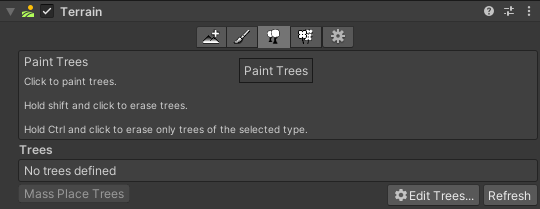 Terrain
Paint Trees
Click to paint trees.
Paint Trees
Hold shift and click to erase trees.
Hold Ctrl and click to erase only trees of the selected type.
Trees
No trees defined
Mass Place Trees
Edit Trees...
Refresh